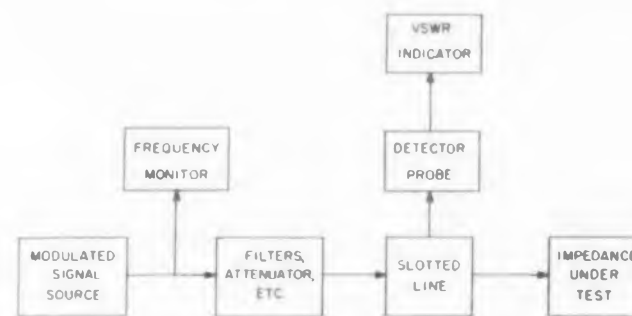 VSWR
INDICATOR
FREQUENCY
MONITOR
DETECTOR
PROBE
MODULATED
SIGNAL
SOURCE
FILTERS,
ATTENUATOR,
ETC
SLOTTED
LINE
IMPEDANCE
UNDER
TEST